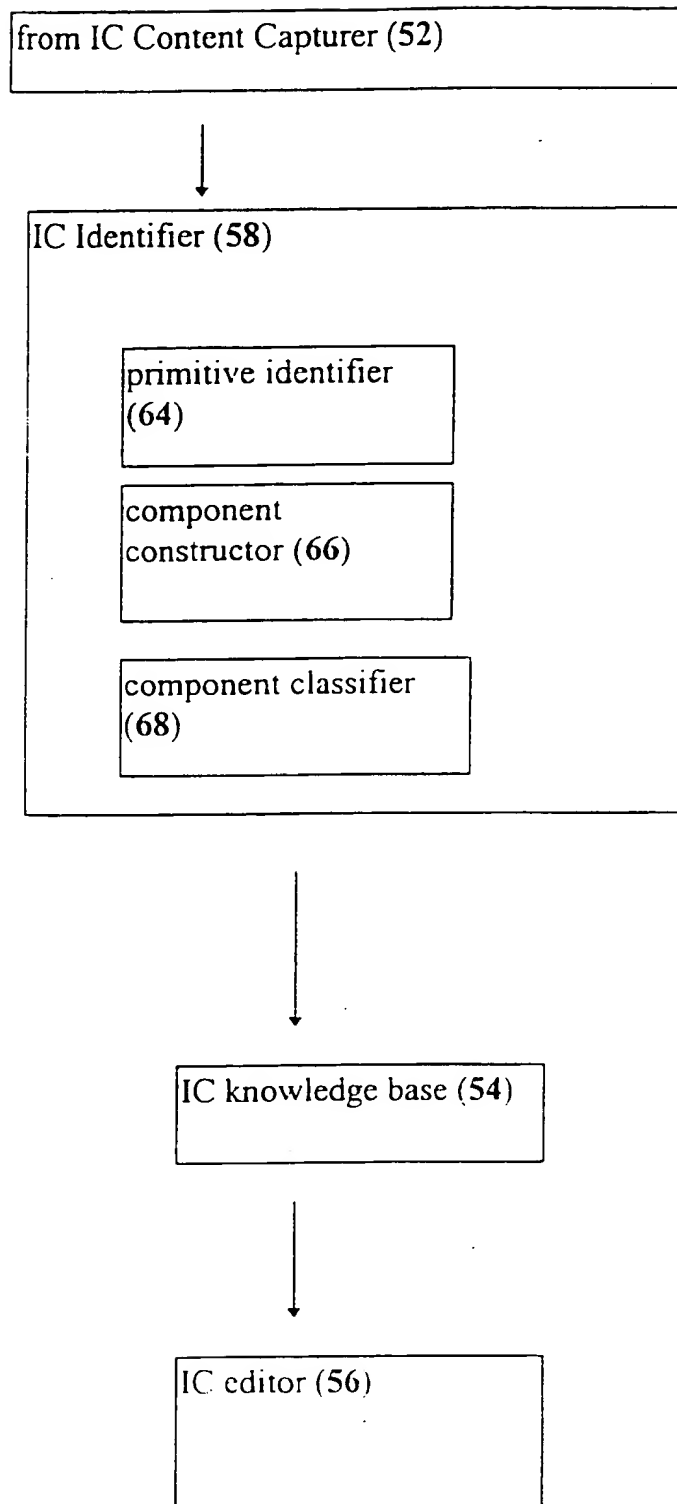 from IC Content Capturer (52)
IC Identifier (58)
primitive identifier
(64)
component
constructor (66)
component classifier
(68)
IC knowledge base (54)
IC editor (56)